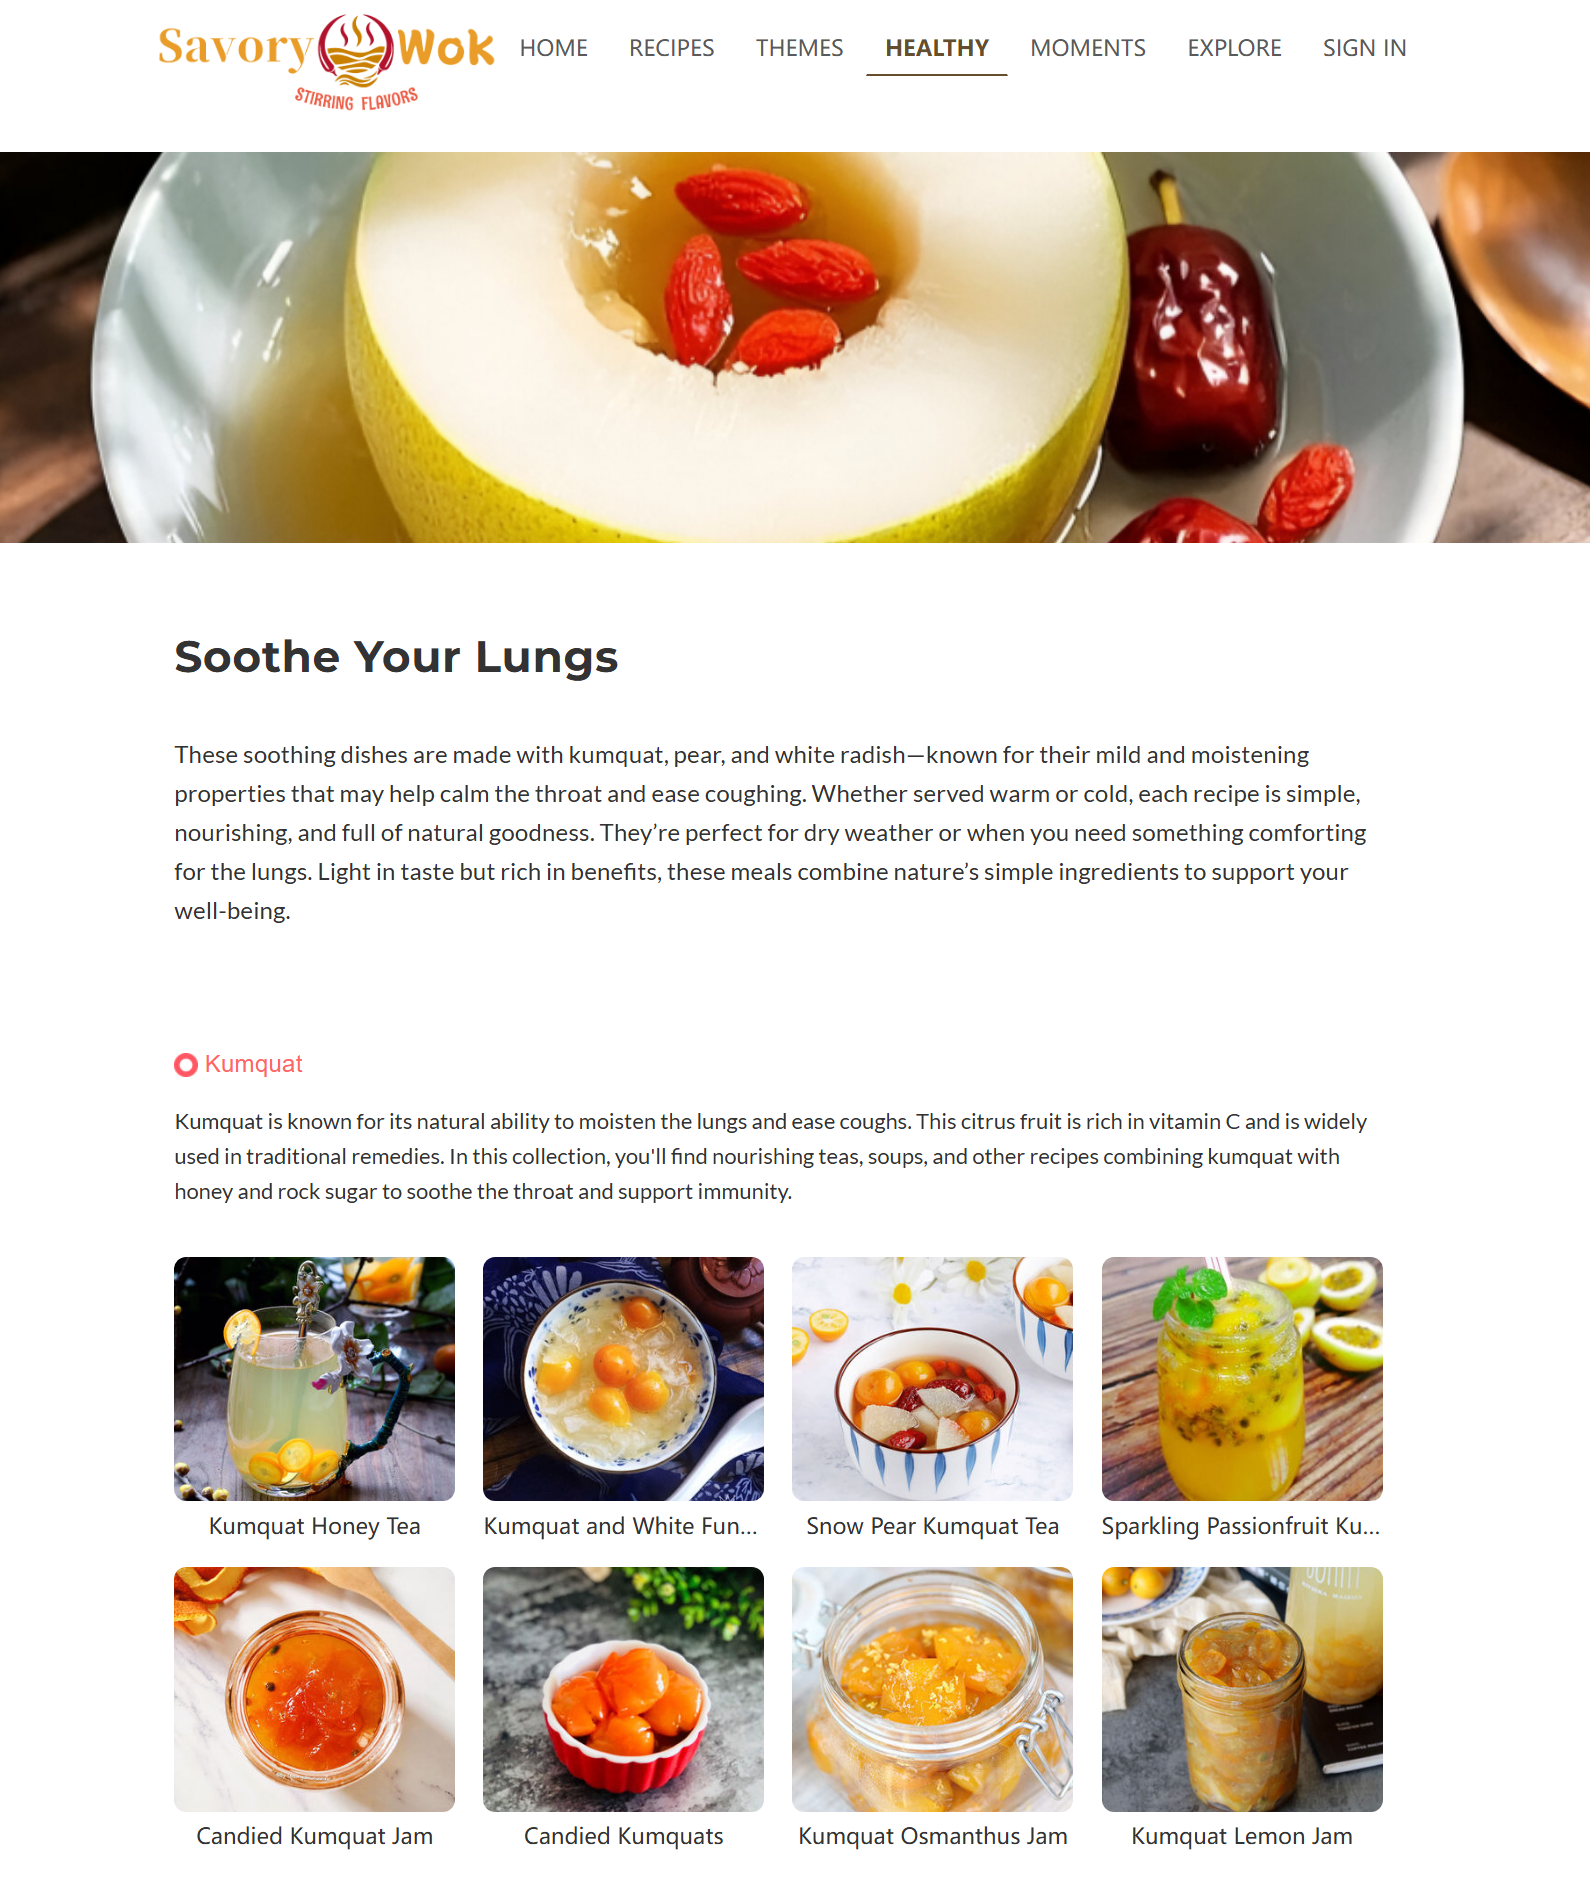 Savory Wok
STIRRING FLAVORS
HOME RECIPES THEMES HEALTHY MOMENTS EXPLORE SIGN IN
Soothe Your Lungs
These soothing dishes are made with kumquat, pear, and white radish—known for their mild and moistening
properties that may help calm the throat and ease coughing. Whether served warm or cold, each recipe is simple,
nourishing, and full of natural goodness. They’re perfect for dry weather or when you need something comforting
for the lungs. Light in taste but rich in benefits, these meals combine nature’s simple ingredients to support your
well-being.
Kumquat
Kumquat is known for its natural ability to moisten the lungs and ease coughs. This citrus fruit is rich in vitamin C and is widely
used in traditional remedies. In this collection, you'll find nourishing teas, soups, and other recipes combining kumquat with
honey and rock sugar to soothe the throat and support immunity.
Kumquat Honey Tea
Kumquat and White Fun...
Snow Pear Kumquat Tea
Sparkling Passionfruit Ku...
Candied Kumquat Jam
Candied Kumquats
Kumquat Osmanthus Jam
Kumquat Lemon Jam